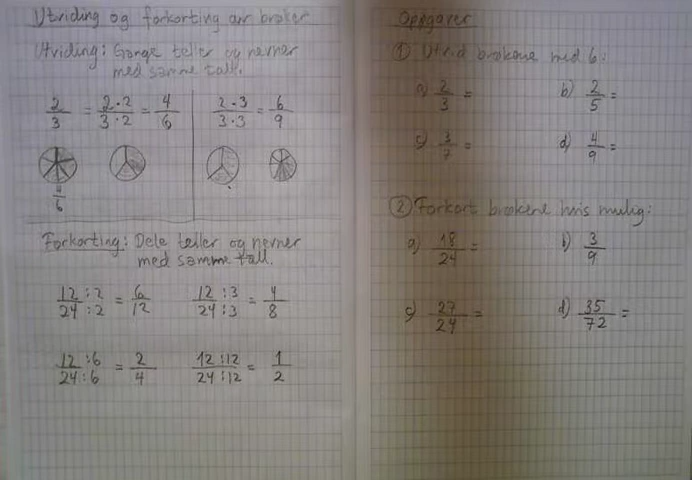 Utviding og forkorting av brøker
Utviding: Gange teller og nevner
med samme tall.
2/3 = 2·2/3·2 = 4/6
2·3/3·3 = 6/9
4/6
Forkorting: Dele teller og nevner
med samme tall.
12:2/24:2 = 6/12
12:3/24:3 = 4/8
12:6/24:6 = 2/4
12:12/24:12 = 1/2
Oppgaver
1) Utvid brøkene med 6:
a) 2/3 =
b) 2/5 =
c) 3/7 =
d) 4/9 =
2) Forkort brøkene hvis mulig:
a) 18/24 =
b) 3/9
c) 27/24 =
d) 35/72 =